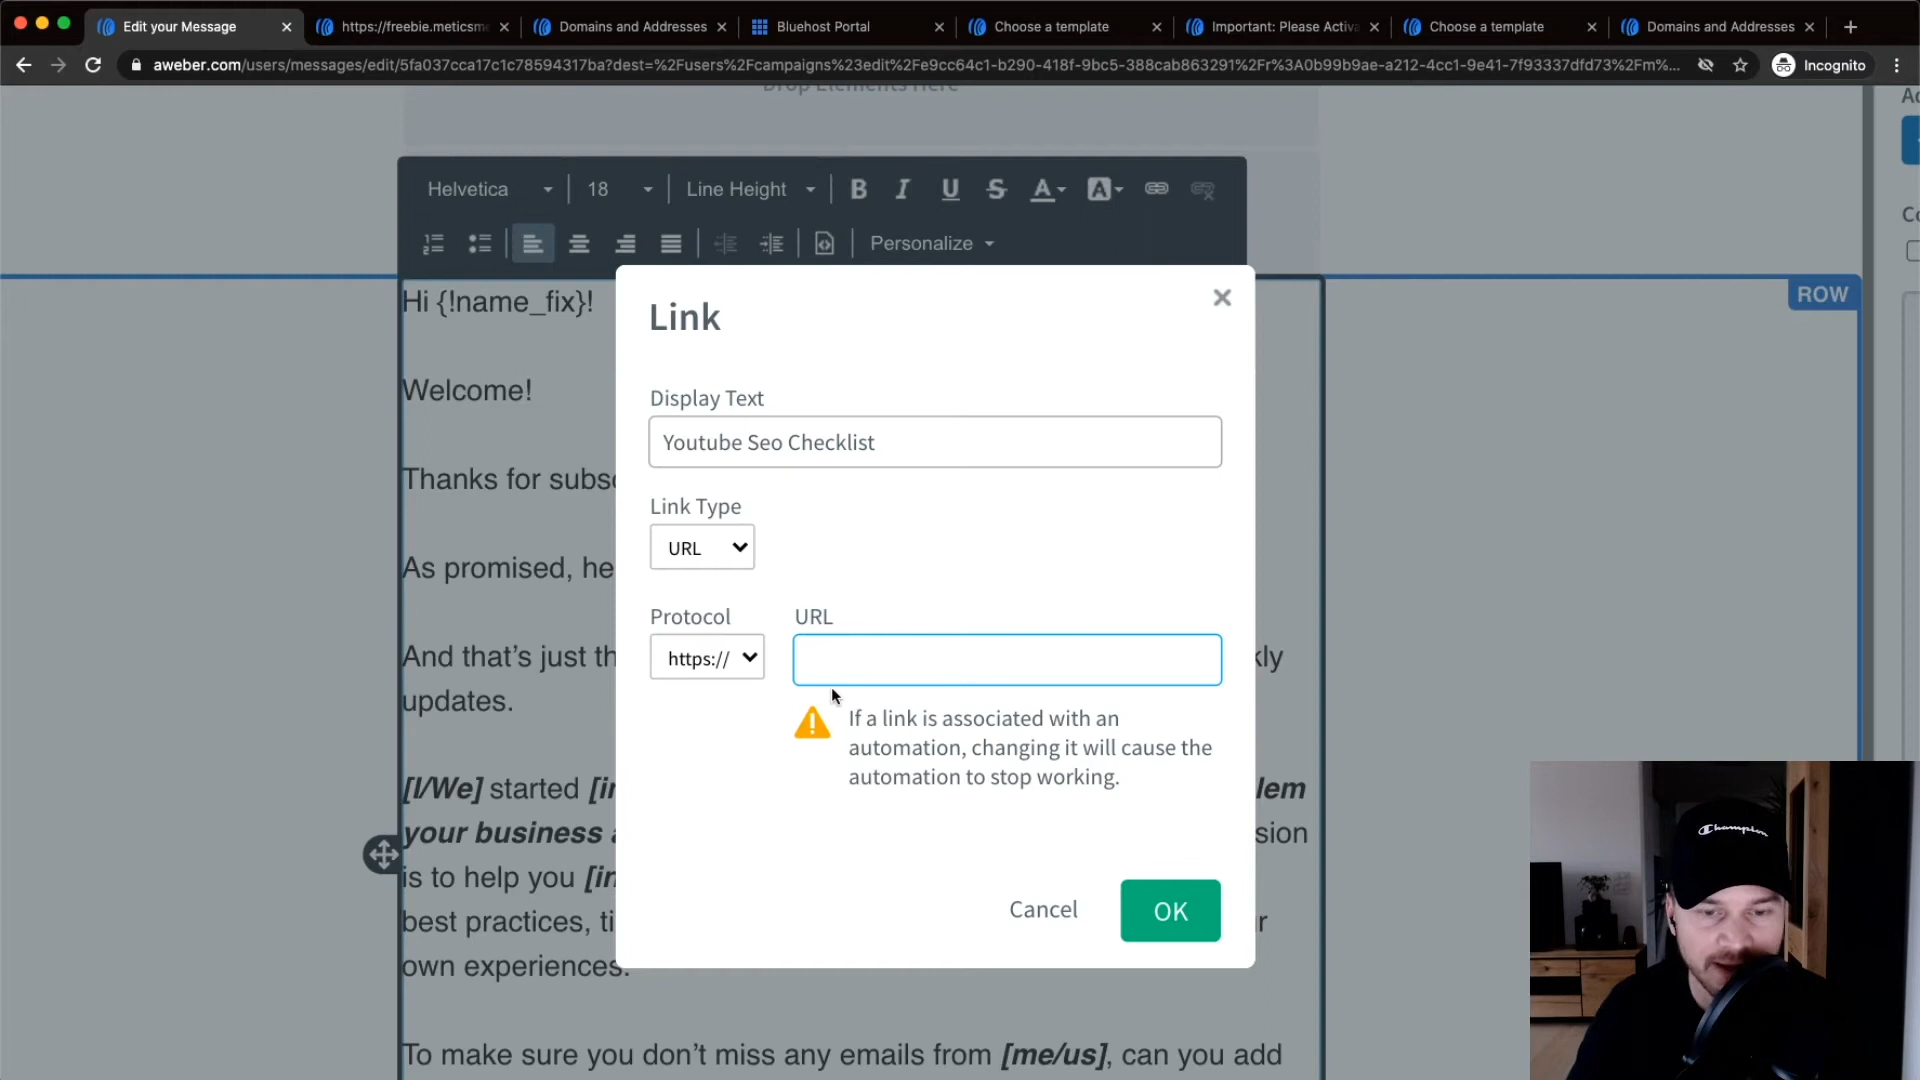 Edit your Message
https://freebie.meticsme
Domains and Addresses
Bluehost Portal
Choose a template
Important: Please Activa
Choose a template
Domains and Addresses
aweber.com/users/messages/edit/5fa037cca17c1c78594317ba?dest=%2Fusers%2Fcampaigns%23edit%2Fe9cc64c1-b290-418f-9bc5-388cab863291%2Fr%3A0b99b9ae-a212-4cc1-9e41-7f93337dfd73%2Fm%...
Incognito
Drop Elements Here
Helvetica 18 Line Height B I U S A A
Personalize
ROW
Hi {!name_fix}!
Welcome!
Thanks for subsc
As promised, he
And that's just th
kly
updates.
[I/We] started [in
lem
your business a
sion
is to help you [in
best practices, ti
ur
own experiences.
To make sure you don't miss any emails from [me/us], can you add
Link
Display Text
Youtube Seo Checklist
Link Type
URL
Protocol URL
https://
If a link is associated with an
automation, changing it will cause the
automation to stop working.
Cancel OK
Champion